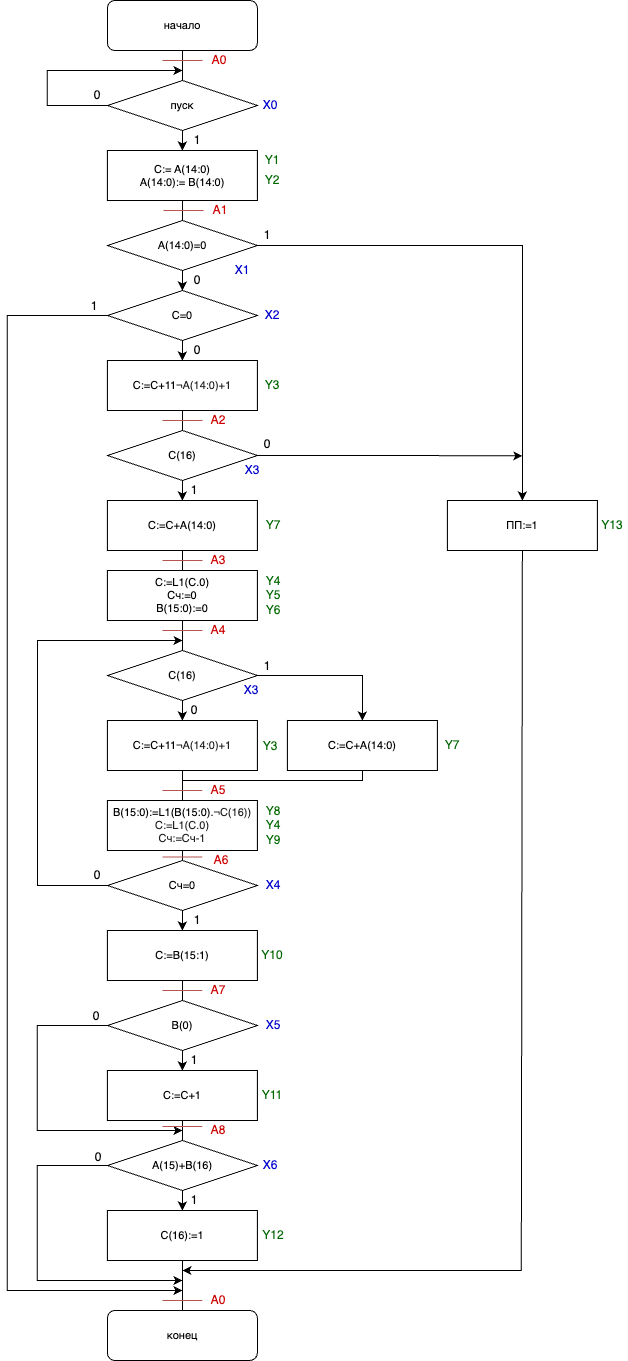 начало
A0
0
пуск
X0
1
C:= A(14:0)
A(14:0):= B(14:0)
Y1
Y2
A1
A(14:0)=0
1
X1
0
1
C=0
X2
0
C:=C+11¬A(14:0)+1
Y3
A2
C(16)
0
X3
1
C:=C+A(14:0)
Y7
ПП:=1
Y13
A3
C:=L1(C.0)
Сч:=0
B(15:0):=0
Y4
Y5
Y6
A4
C(16)
1
X3
0
C:=C+11¬A(14:0)+1
Y3
C:=C+A(14:0)
Y7
A5
B(15:0):=L1(B(15:0).¬C(16))
C:=L1(C.0)
Сч:=Сч-1
Y8
Y4
Y9
A6
0
Сч=0
X4
1
C:=B(15:1)
Y10
A7
0
B(0)
X5
1
C:=C+1
Y11
A8
0
A(15)+B(16)
X6
1
C(16):=1
Y12
A0
конец